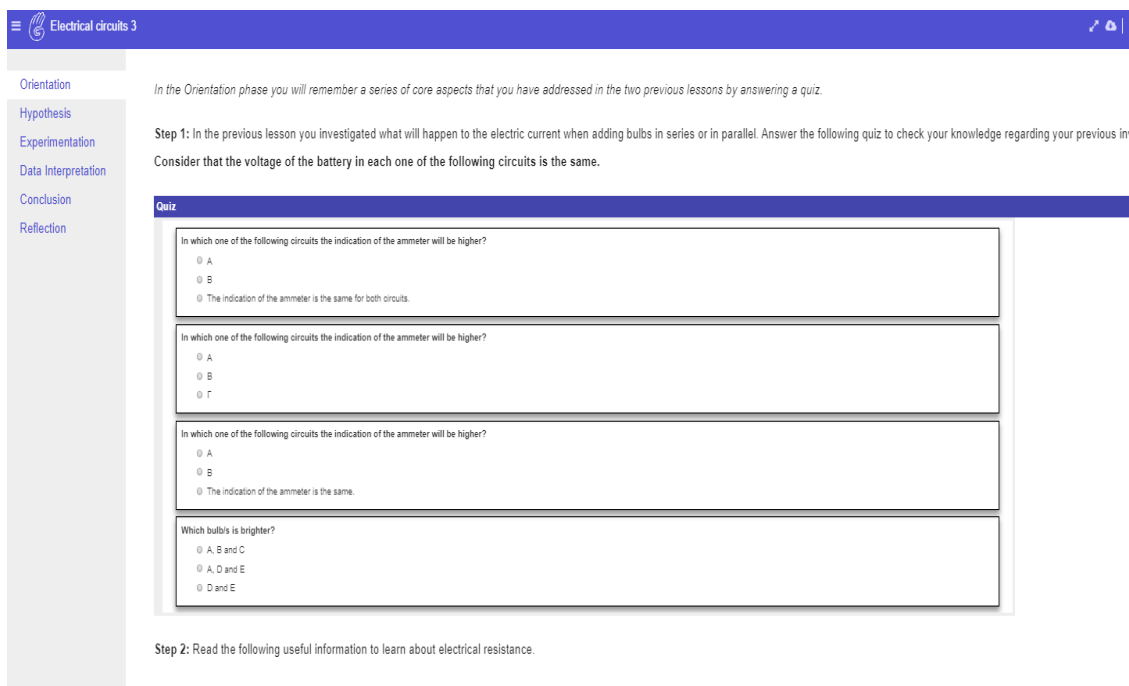 Electrical circuits 3
Orientation
Hypothesis
Experimentation
Data Interpretation
Conclusion
Reflection
In the Orientation phase you will remember a series of core aspects that you have addressed in the two previous lessons by answering a quiz.
Step 1: In the previous lesson you investigated what will happen to the electric current when adding bulbs in series or in parallel. Answer the following quiz to check your knowledge regarding your previous
Consider that the voltage of the battery in each one of the following circuits is the same.
Quiz
In which one of the following circuits the indication of the ammeter will be higher?
A
B
The indication of the ammeter is the same for both circuits.
In which one of the following circuits the indication of the ammeter will be higher?
A
B
Γ
In which one of the following circuits the indication of the ammeter will be higher?
A
B
The indication of the ammeter is the same.
Which bulb/s is brighter?
A, B and C
A, D and E
D and E
Step 2: Read the following useful information to learn about electrical resistance.